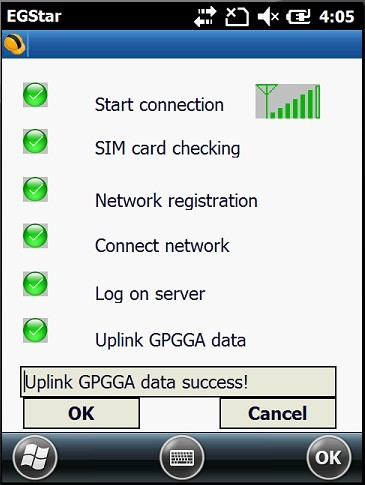 EGStar 4:05
Start connection
SIM card checking
Network registration
Connect network
Log on server
Uplink GPGGA data
Uplink GPGGA data success!
OK Cancel
OK